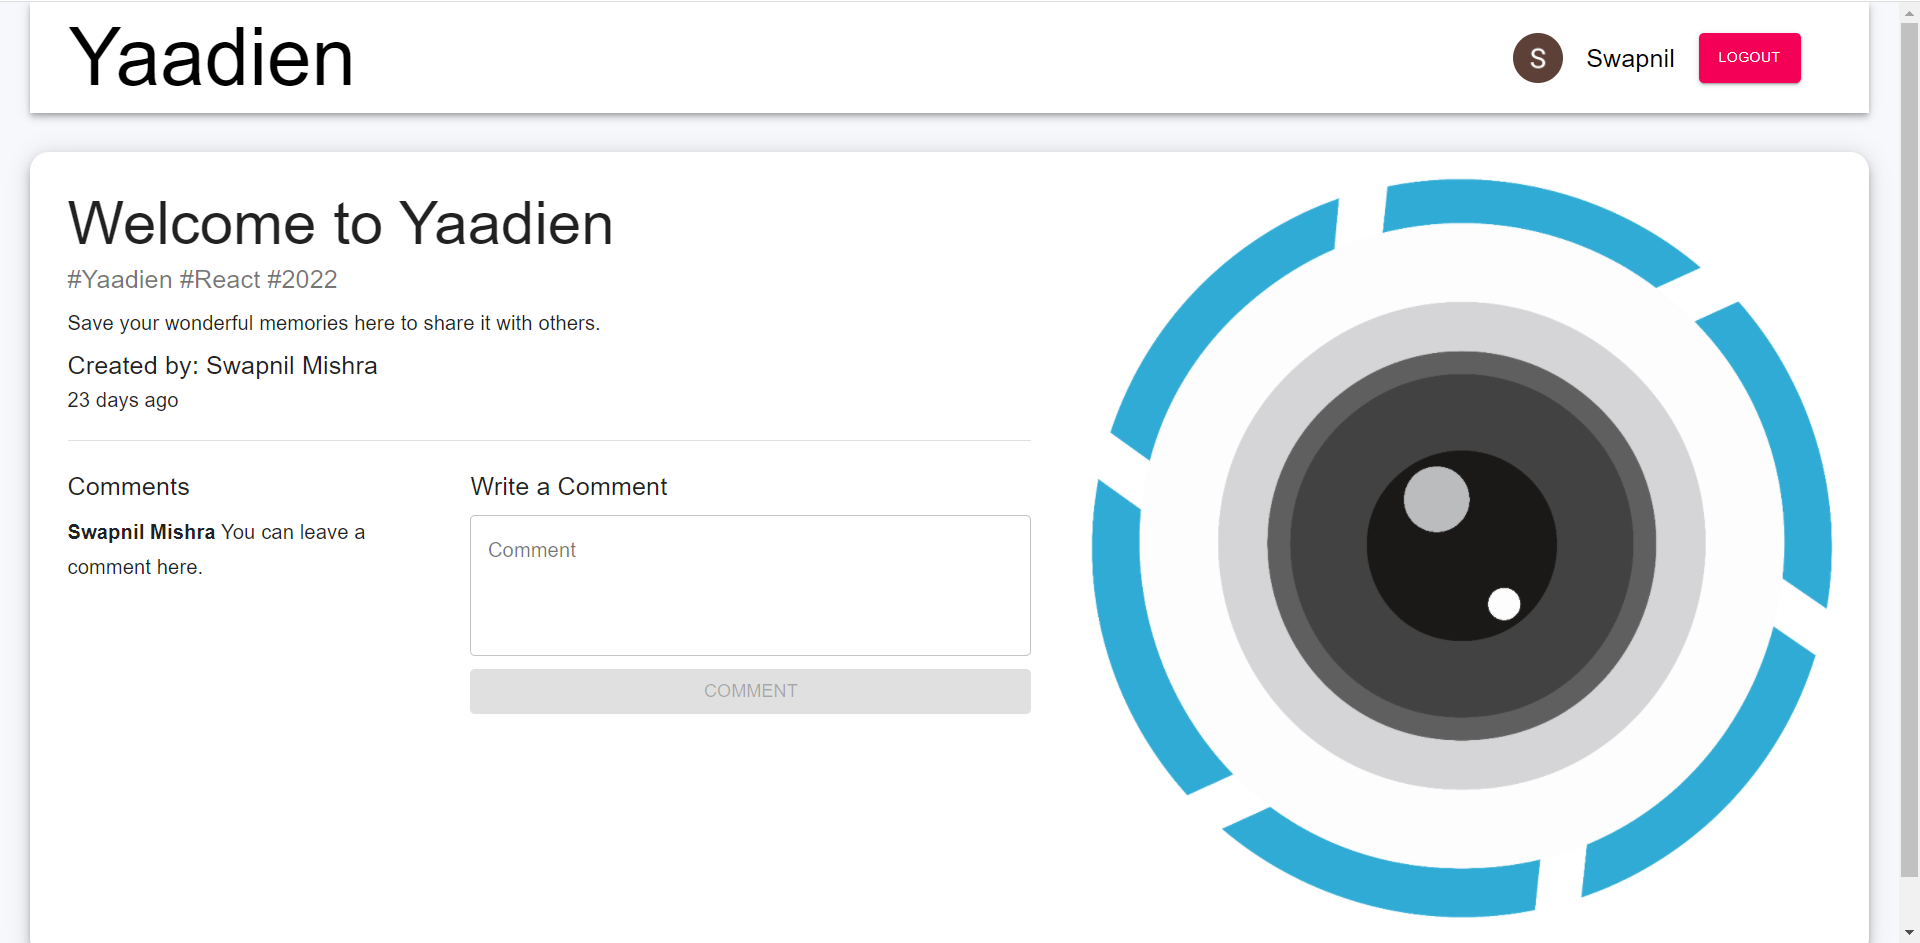 Yaadien
S
Swapnil
LOGOUT
Welcome to Yaadien
#Yaadien #React #2022
Save your wonderful memories here to share it with others.
Created by: Swapnil Mishra
23 days ago
Comments
Swapnil Mishra You can leave a
comment here.
Write a Comment
Comment
COMMENT